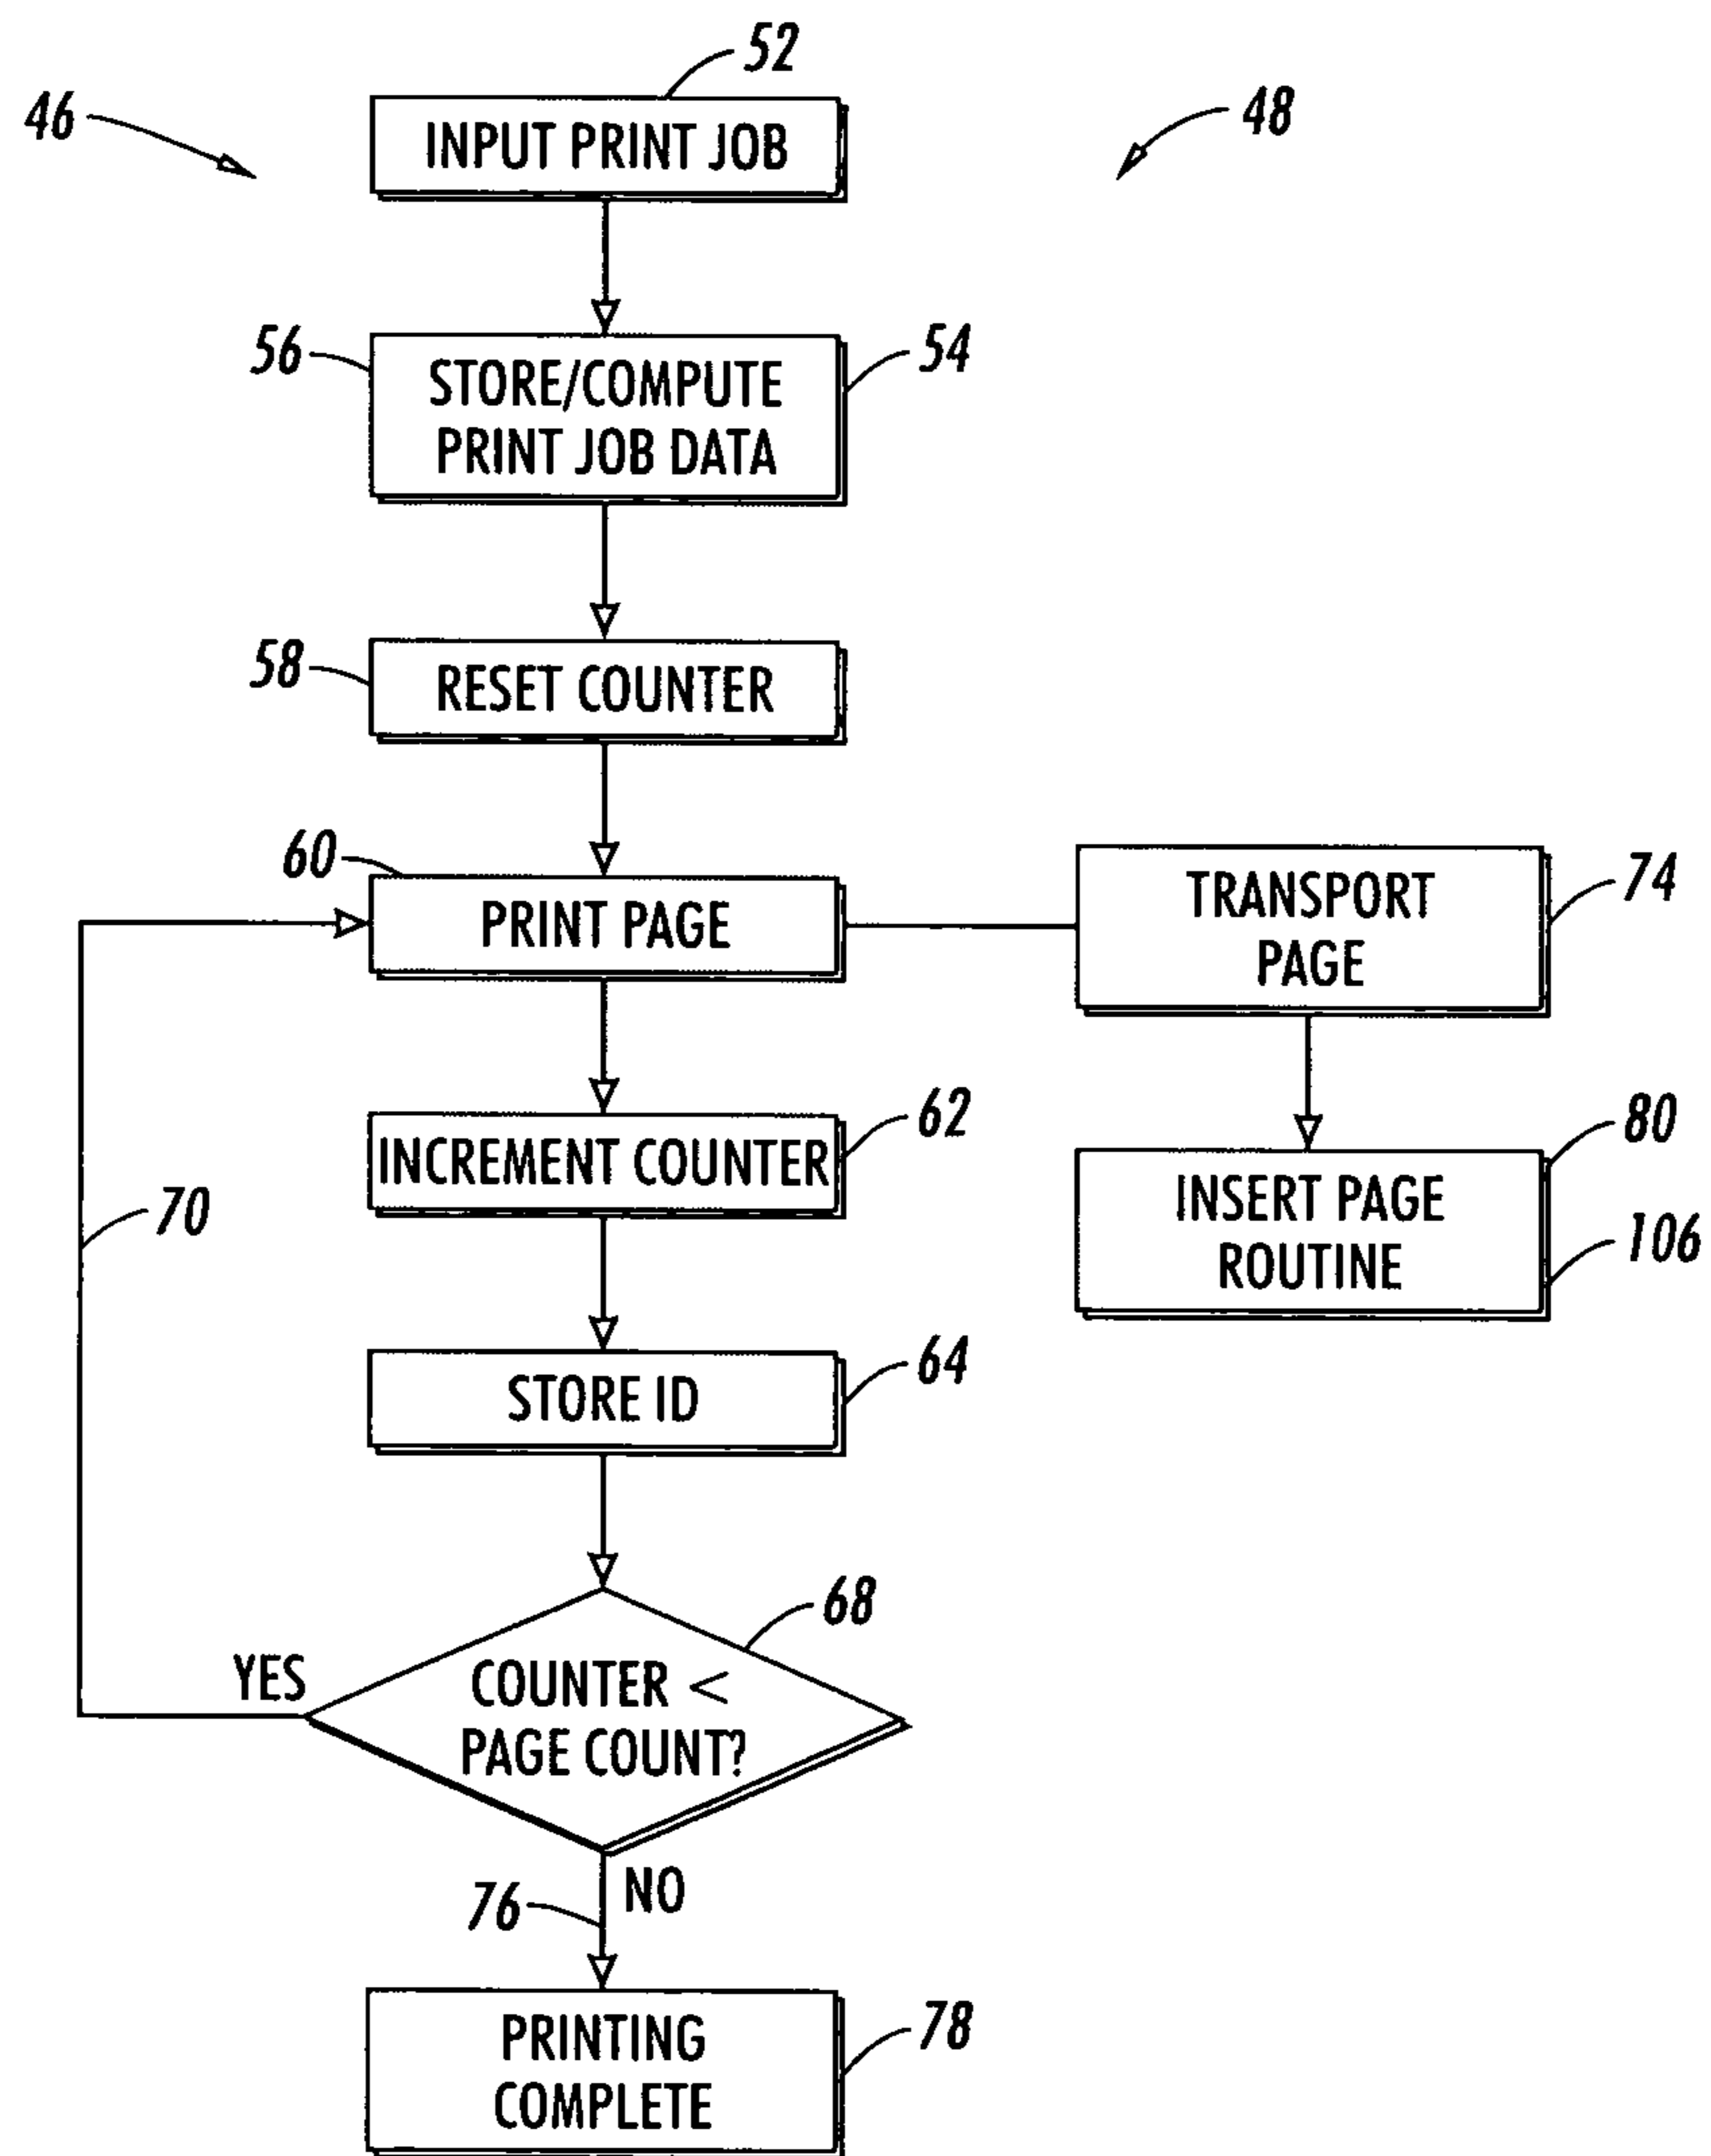 52
46
48
INPUT PRINT JOB
56
54
STORE/COMPUTE
PRINT JOB DATA
58
RESET COUNTER
60
PRINT PAGE
74
TRANSPORT
PAGE
62
INCREMENT COUNTER
80
INSERT PAGE
ROUTINE
106
70
64
STORE ID
68
YES
COUNTER <
PAGE COUNT?
76
NO
78
PRINTING
COMPLETE